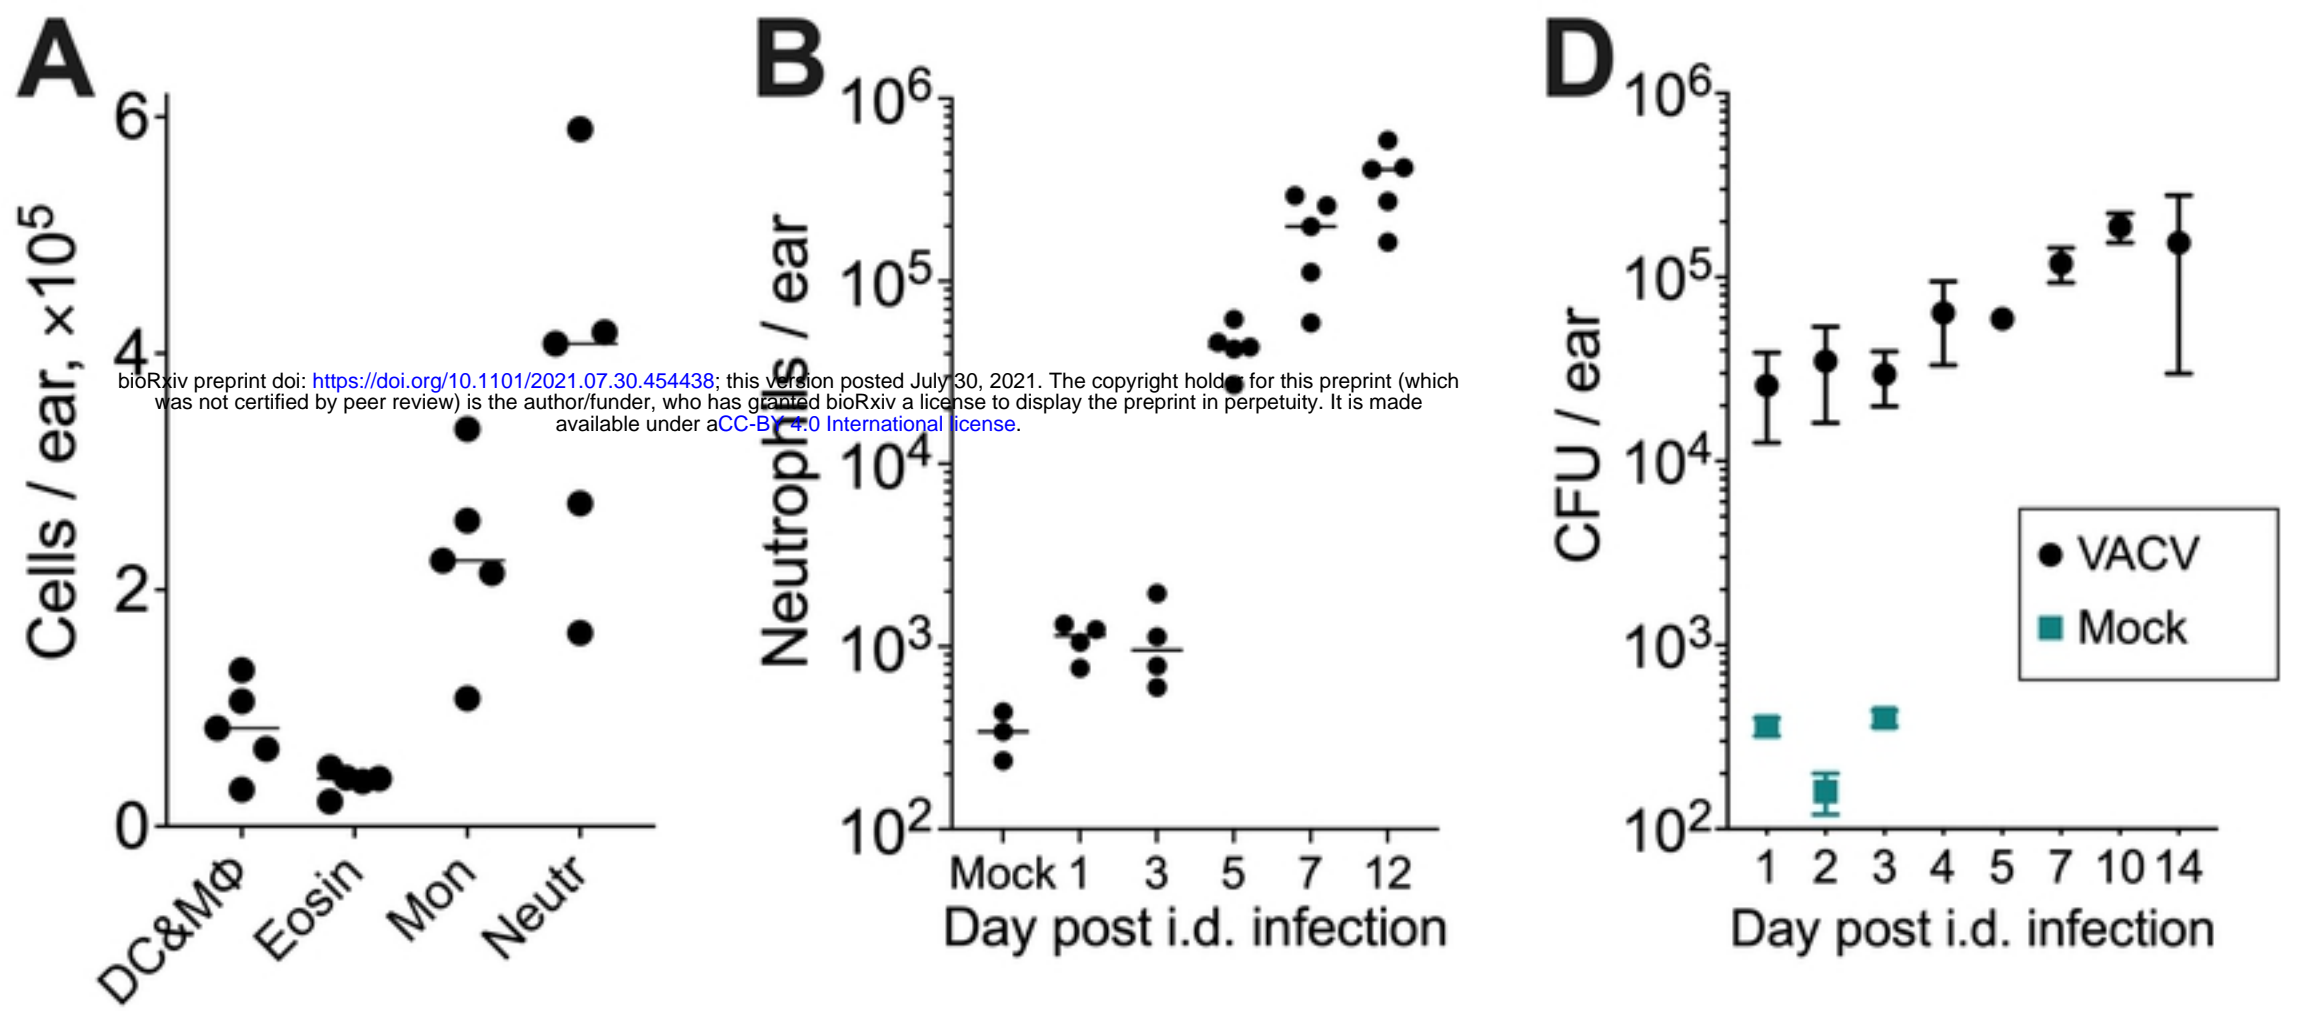 A
B
D
Cells / ear, ×10⁵
6
4
2
0
DC&MΦ
Eosin
Mon
Neutr
Neutrophils / ear
10⁶
10⁵
10⁴
10³
10²
Mock 1 3 5 7 12
Day post i.d. infection
CFU / ear
10⁶
10⁵
10⁴
10³
10²
VACV
Mock
1 2 3 4 5 7 10 14
Day post i.d. infection
bioRxiv preprint doi: https://doi.org/10.1101/2021.07.30.454438; this version posted July 30, 2021. The copyright holder for this preprint (which
was not certified by peer review) is the author/funder, who has granted bioRxiv a license to display the preprint in perpetuity. It is made
available under aCC-BY 4.0 International license.